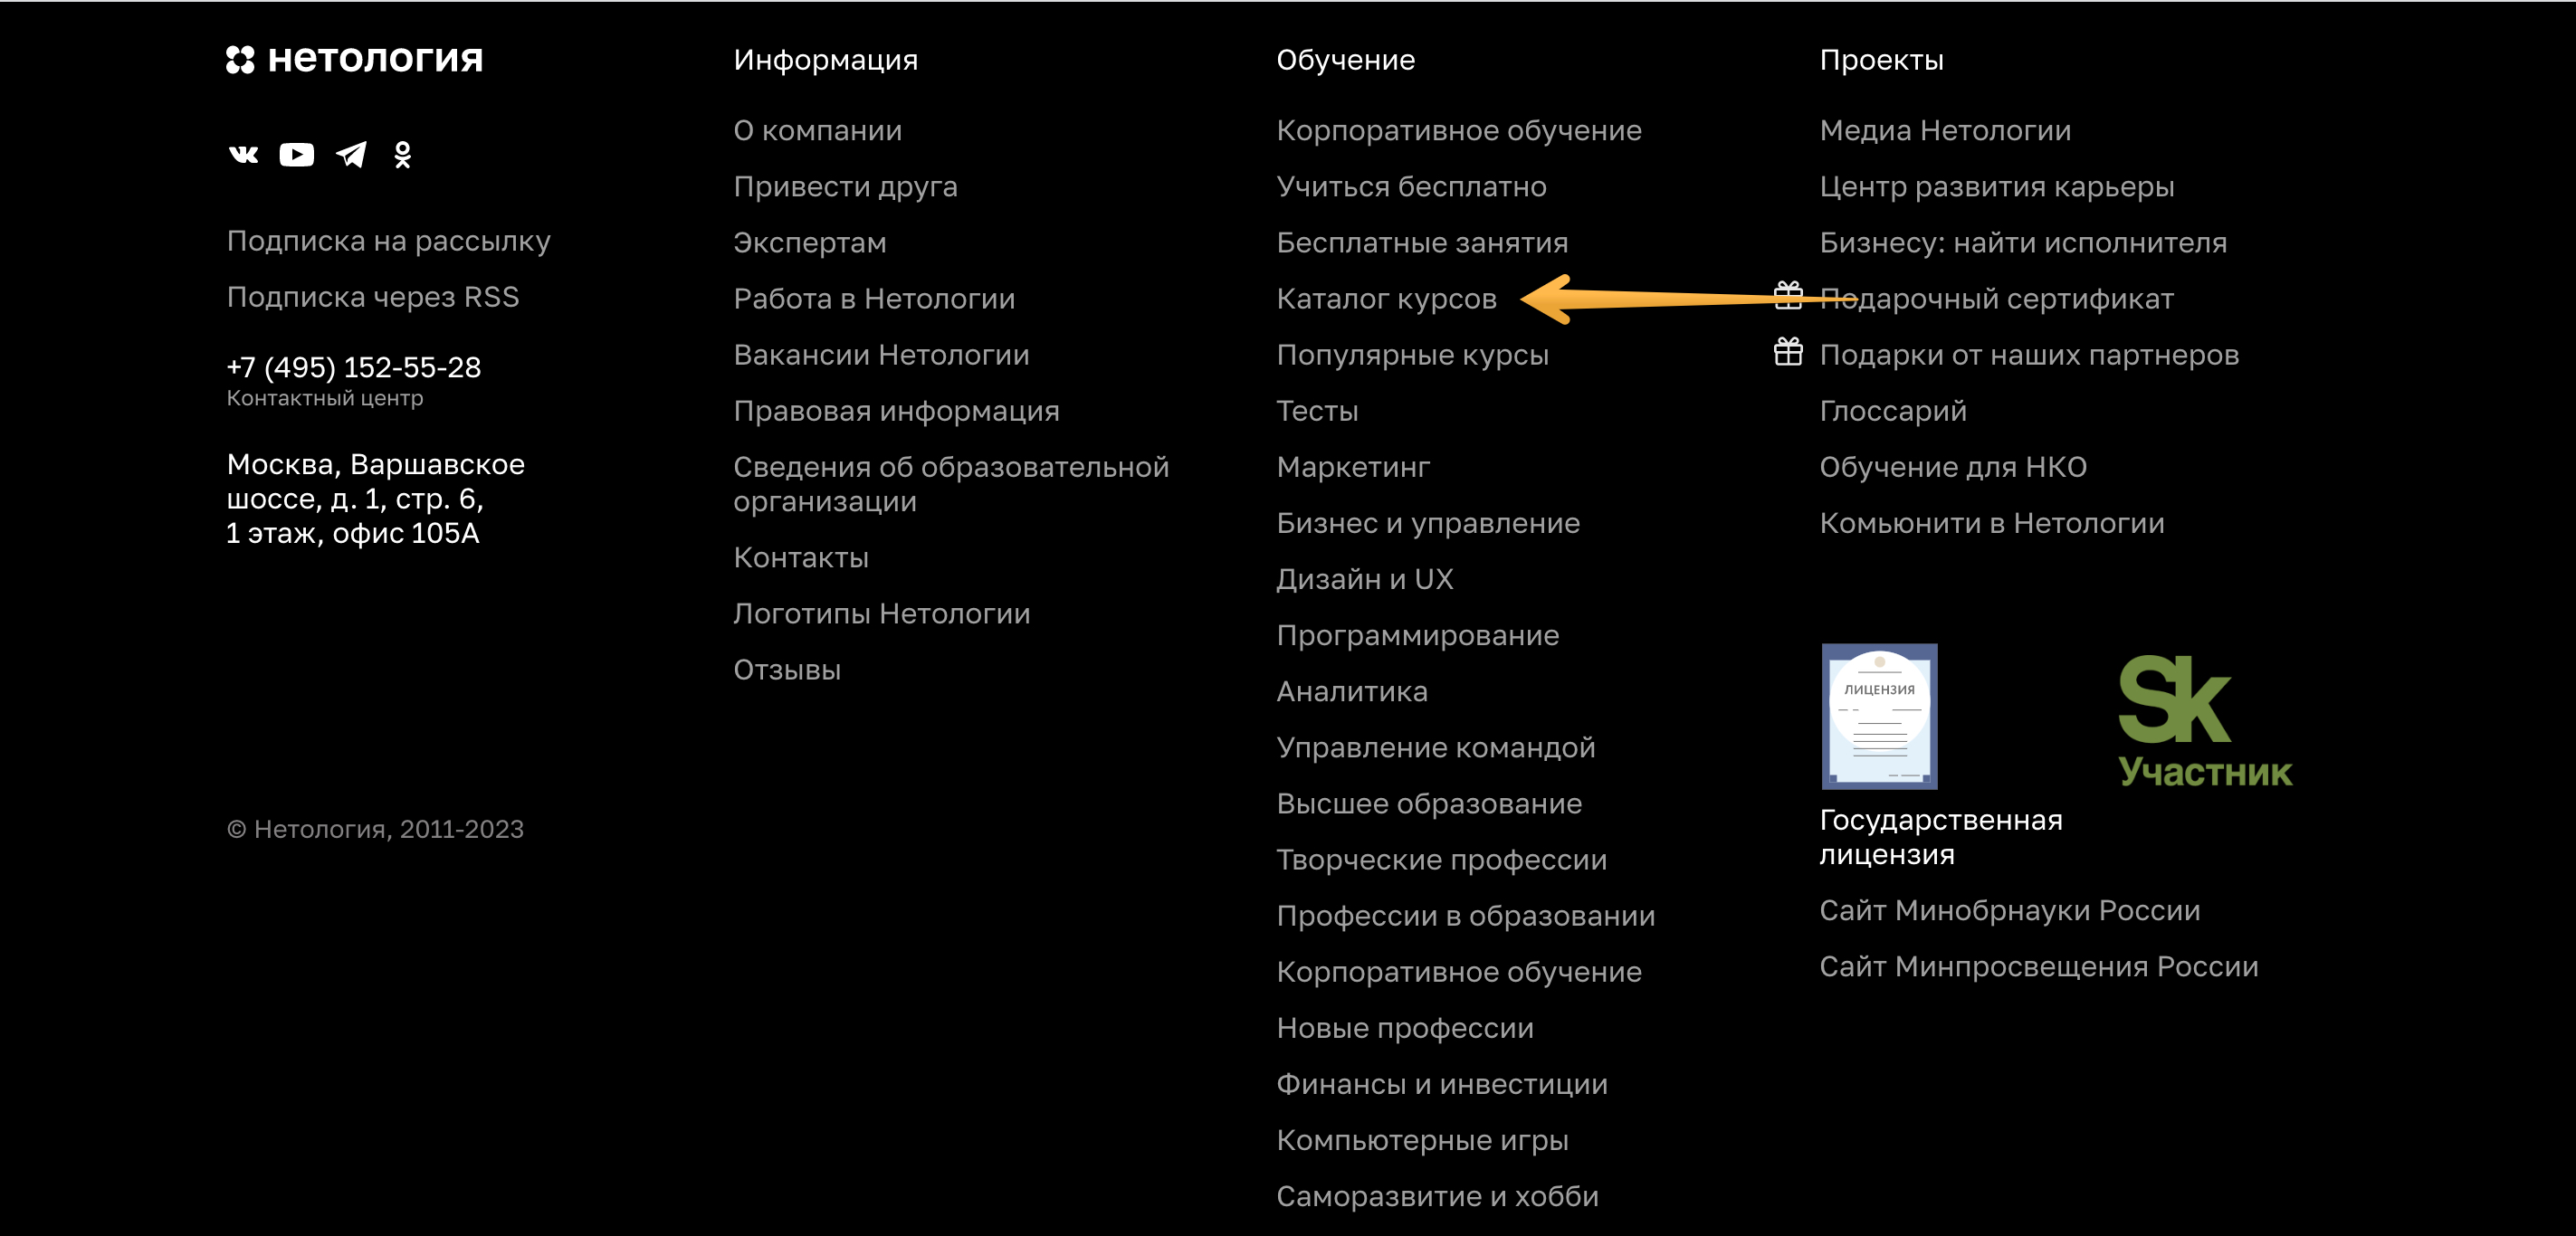 нетология
Подписка на рассылку
Подписка через RSS
+7 (495) 152-55-28
Контактный центр
Москва, Варшавское
шоссе, д. 1, стр. 6,
1 этаж, офис 105А
© Нетология, 2011-2023
Информация
О компании
Привести друга
Экспертам
Работа в Нетологии
Вакансии Нетологии
Правовая информация
Сведения об образовательной
организации
Контакты
Логотипы Нетологии
Отзывы
Обучение
Корпоративное обучение
Учиться бесплатно
Бесплатные занятия
Каталог курсов
Популярные курсы
Тесты
Маркетинг
Бизнес и управление
Дизайн и UX
Программирование
Аналитика
Управление командой
Высшее образование
Творческие профессии
Профессии в образовании
Корпоративное обучение
Новые профессии
Финансы и инвестиции
Компьютерные игры
Саморазвитие и хобби
Проекты
Медиа Нетологии
Центр развития карьеры
Бизнесу: найти исполнителя
Подарочный сертификат
Подарки от наших партнеров
Глоссарий
Обучение для НКО
Комьюнити в Нетологии
ЛИЦЕНЗИЯ
Sk
Участник
Государственная
лицензия
Сайт Минобрнауки России
Сайт Минпросвещения России